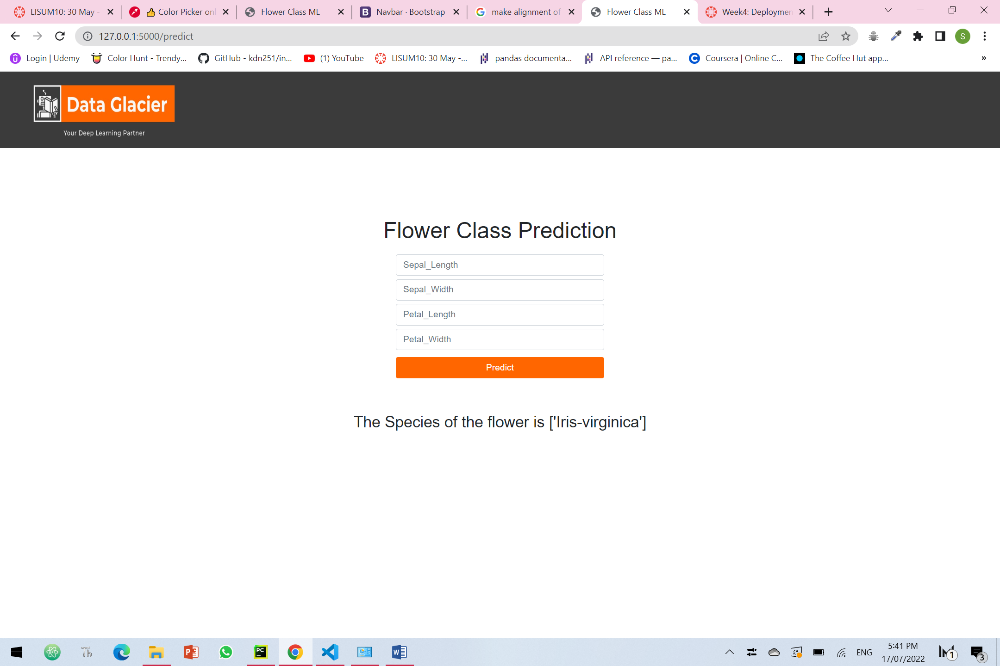 LISUM10: 30 May -
👍 Color Picker onl
Flower Class ML
Navbar · Bootstrap
make alignment of
Flower Class ML
Week4: Deploymen
127.0.0.1:5000/predict
S
Login | Udemy
Color Hunt - Trendy...
GitHub - kdn251/in...
(1) YouTube
LISUM10: 30 May -...
pandas documenta...
API reference — pa...
Coursera | Online C...
The Coffee Hut app...
»
Data Glacier
Your Deep Learning Partner
Flower Class Prediction
Sepal_Length
Sepal_Width
Petal_Length
Petal_Width
Predict
The Species of the flower is ['Iris-virginica']
Th
P
PC
W
ENG
5:41 PM
17/07/2022
1
3